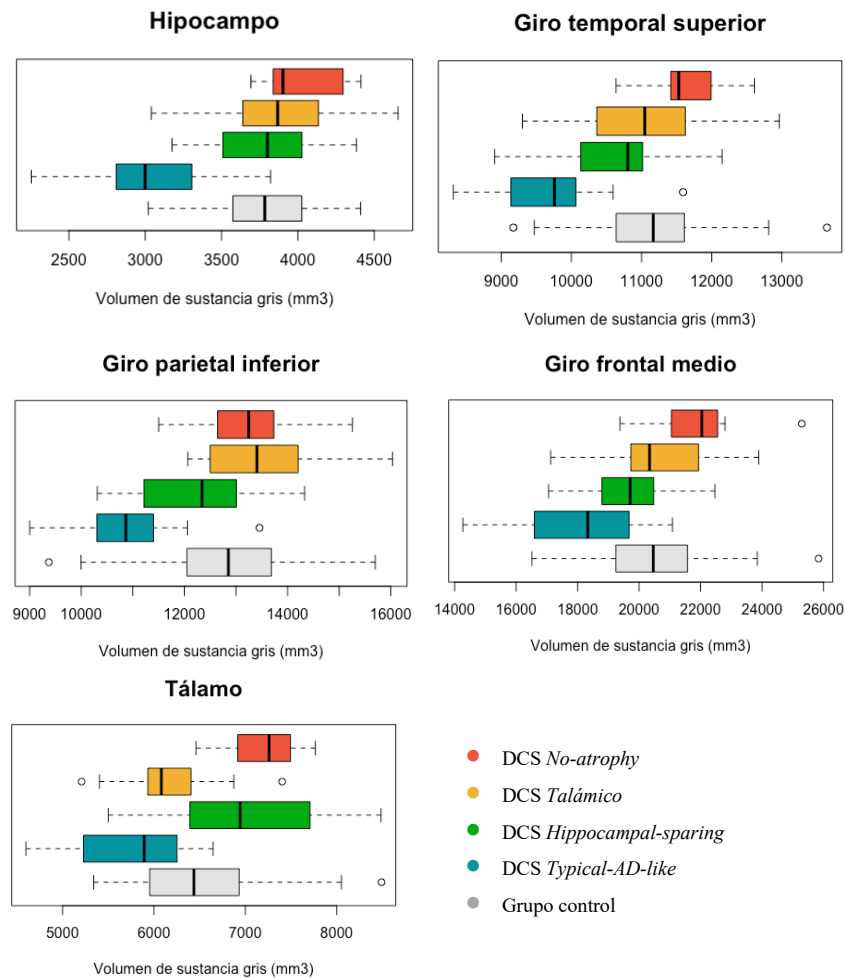 Hipocampo
2500 3000 3500 4000 4500
Volumen de sustancia gris (mm3)
Giro temporal superior
9000 10000 11000 12000 13000
Volumen de sustancia gris (mm3)
Giro parietal inferior
9000 10000 12000 14000 16000
Volumen de sustancia gris (mm3)
Giro frontal medio
14000 16000 18000 20000 22000 24000 26000
Volumen de sustancia gris (mm3)
Tálamo
5000 6000 7000 8000
Volumen de sustancia gris (mm3)
DCS No-atrophy
DCS Talámico
DCS Hippocampal-sparing
DCS Typical-AD-like
Grupo control